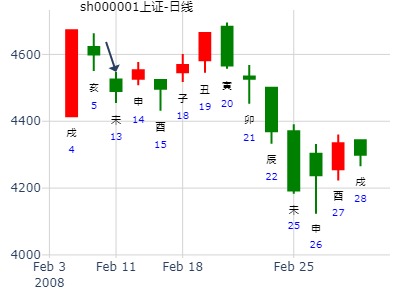 sh000001上证-日线
4600
4400
4200
4000
戌
4
亥
5
未
13
申
14
酉
15
子
18
丑
19
寅
20
卯
21
辰
22
未
25
申
26
酉
27
戌
28
Feb 3
2008
Feb 11
Feb 18
Feb 25